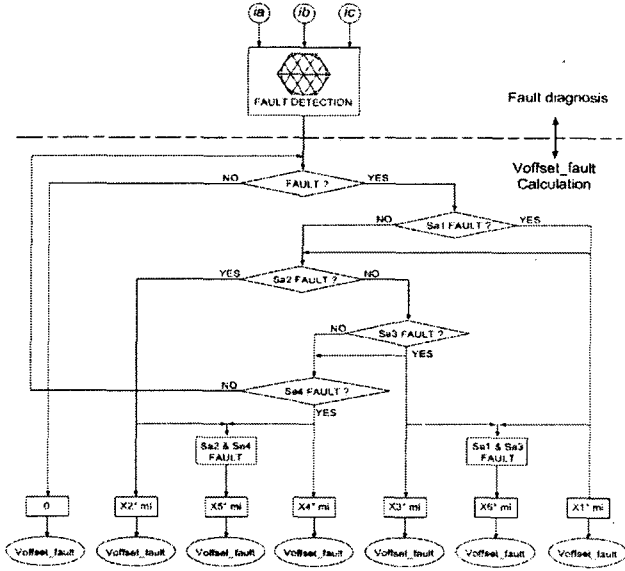 ia ib ic
FAULT DETECTION
Fault diagnosis
Voffset_fault
Calculation
NO FAULT ? YES
NO Sa1 FAULT ? YES
YES Sa2 FAULT ? NO
NO Sa3 FAULT ?
YES
NO Sa4 FAULT ?
YES
Sa2 & Sa4
FAULT
Sa1 & Sa3
FAULT
0 X2* mi X5* mi X4* mi X3* mi X6* mi X1* mi
Voffset_fault Voffset_fault Voffset_fault Voffset_fault Voffset_fault Voffset_fault Voffset_fault